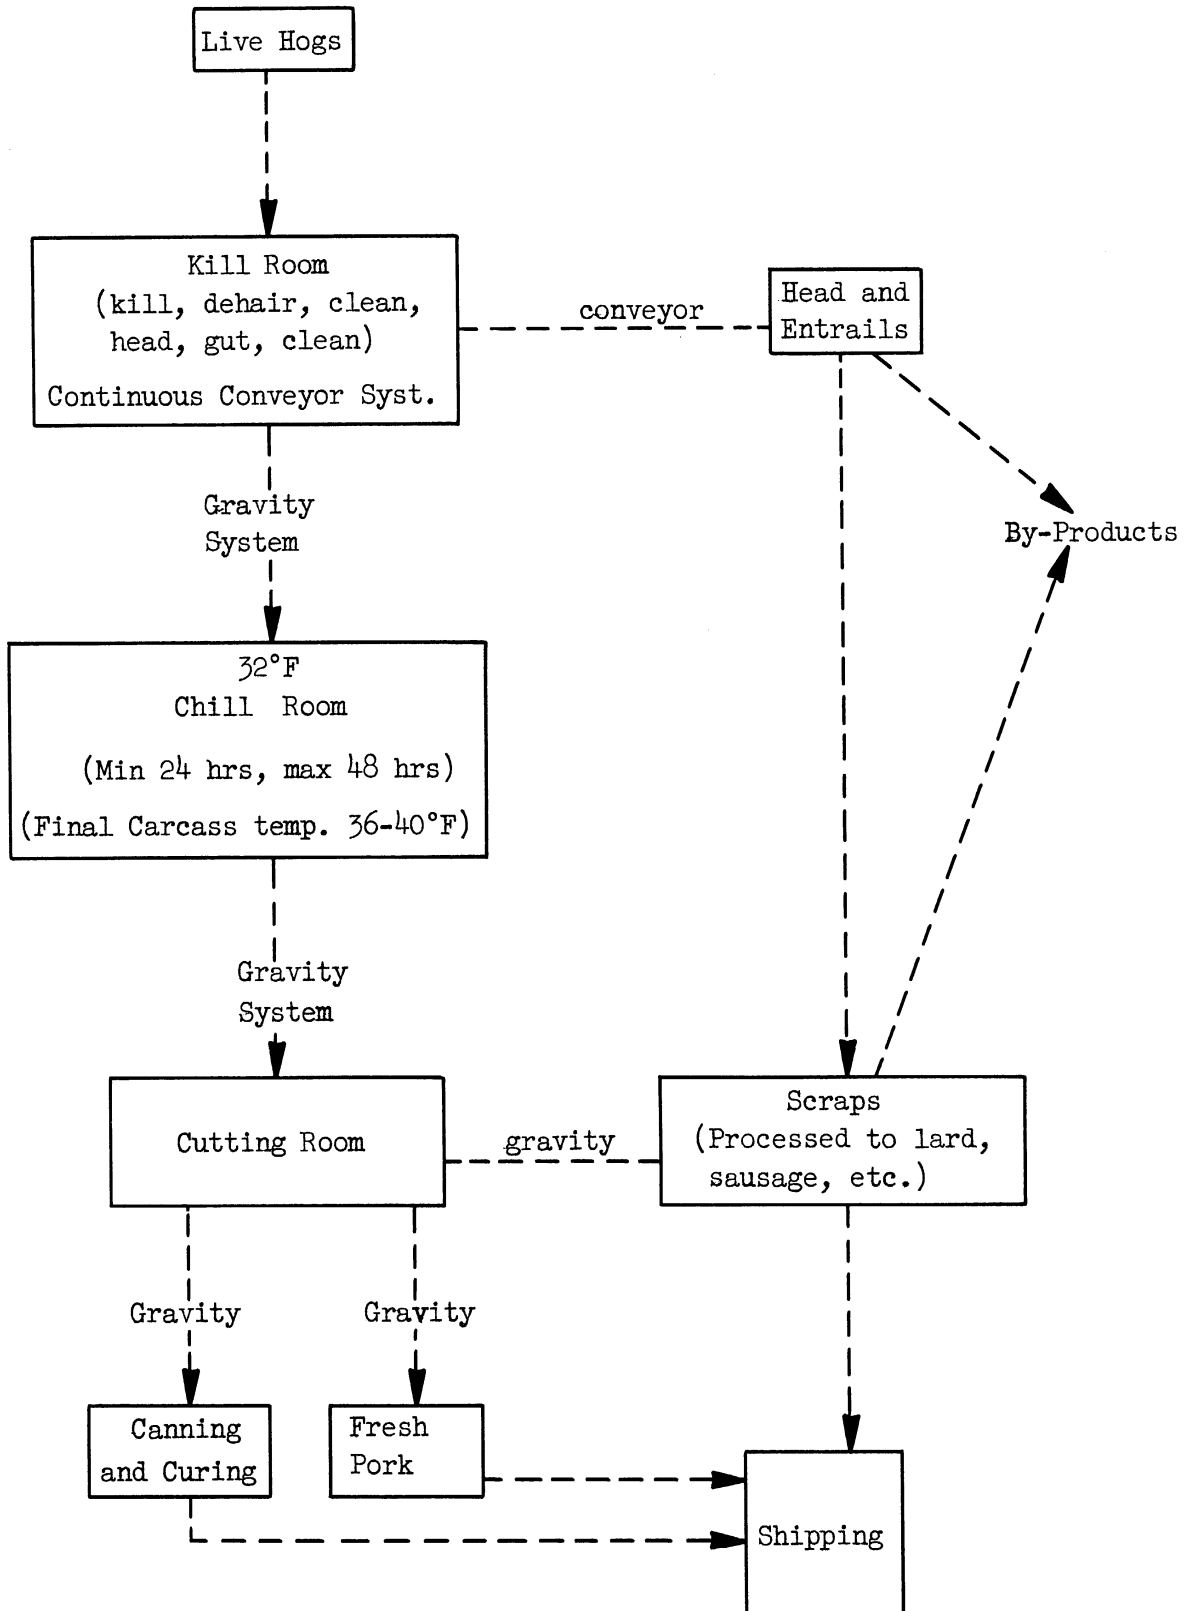 Live Hogs
Kill Room
(kill, dehair, clean,
head, gut, clean)
Continuous Conveyor Syst.
conveyor
Head and
Entrails
Gravity
System
By-Products
32°F
Chill Room
(Min 24 hrs, max 48 hrs)
(Final Carcass temp. 36-40°F)
Gravity
System
Cutting Room
gravity
Scraps
(Processed to lard,
sausage, etc.)
Gravity
Gravity
Canning
and Curing
Fresh
Pork
Shipping